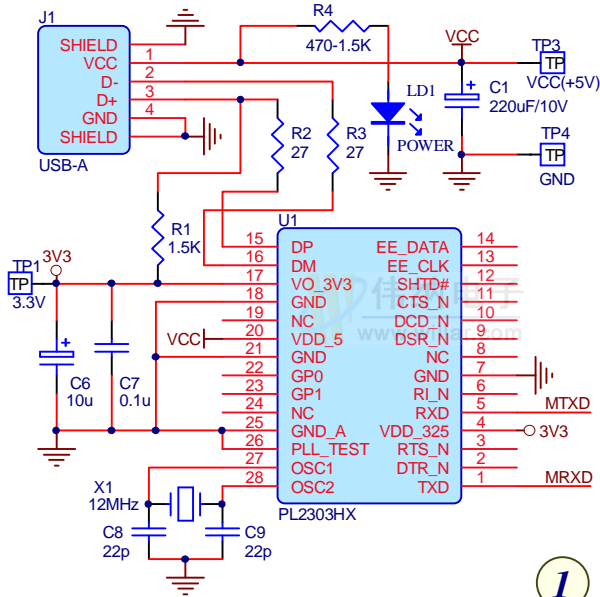 J1
SHIELD
VCC 1
D- 2
D+ 3
GND 4
SHIELD
USB-A
R4
470-1.5K
VCC
TP3
TP
VCC(+5V)
LD1
POWER
C1
220uF/10V
TP4
TP
GND
R2
27
R3
27
R1
1.5K
TP1
TP
3.3V
3V3
VCC
C6
10u
C7
0.1u
U1
15 DP EE_DATA 14
16 DM EE_CLK 13
17 VO_3V3 SHTD# 12
18 GND CTS_N 11
19 NC DCD_N 10
20 VDD_5 DSR_N 9
21 GND NC 8
22 GP0 GND 7
23 GP1 RI_N 6
24 NC RXD 5 MTXD
25 GND_A VDD_325 4 3V3
26 PLL_TEST RTS_N 3
27 OSC1 DTR_N 2
28 OSC2 TXD 1 MRXD
PL2303HX
X1
12MHz
C8
22p
C9
22p
1